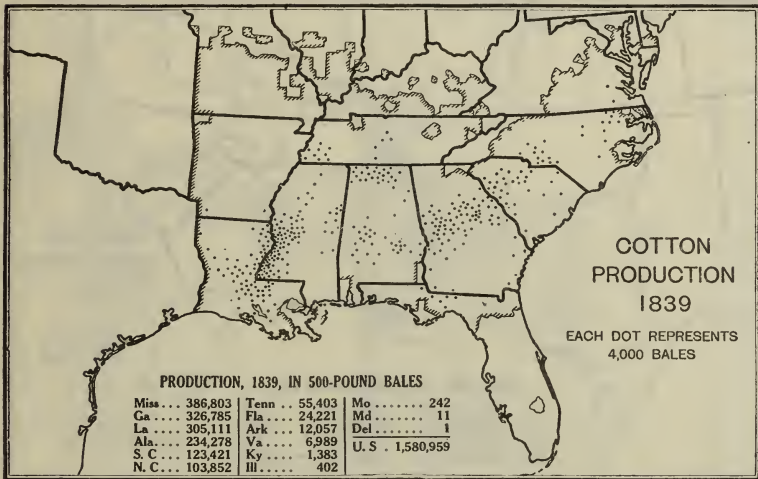 COTTON
PRODUCTION
1839
EACH DOT REPRESENTS
4,000 BALES
PRODUCTION, 1839, IN 500-POUND BALES
Miss... 386,803
Ga.... 326,785
La.... 305,111
Ala.... 234,278
S. C... 123,421
N. C... 103,852
Tenn.. 55,403
Fla.... 24,221
Ark... 12,057
Va.... 6,989
Ky.... 1,383
Ill..... 402
Mo....... 242
Md....... 11
Del....... 1
U. S. 1,580,959